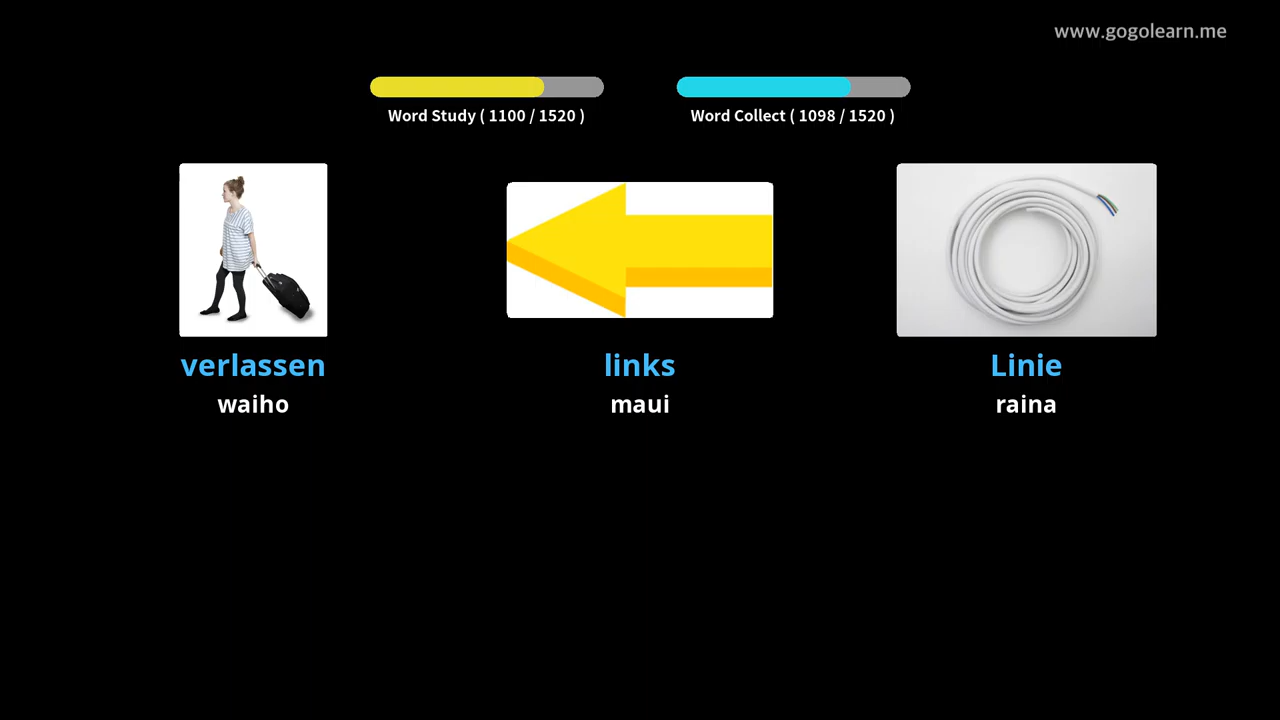 www.gogolearn.me
Word Study ( 1100 / 1520 )
Word Collect ( 1098 / 1520 )
verlassen
waiho
links
maui
Linie
raina